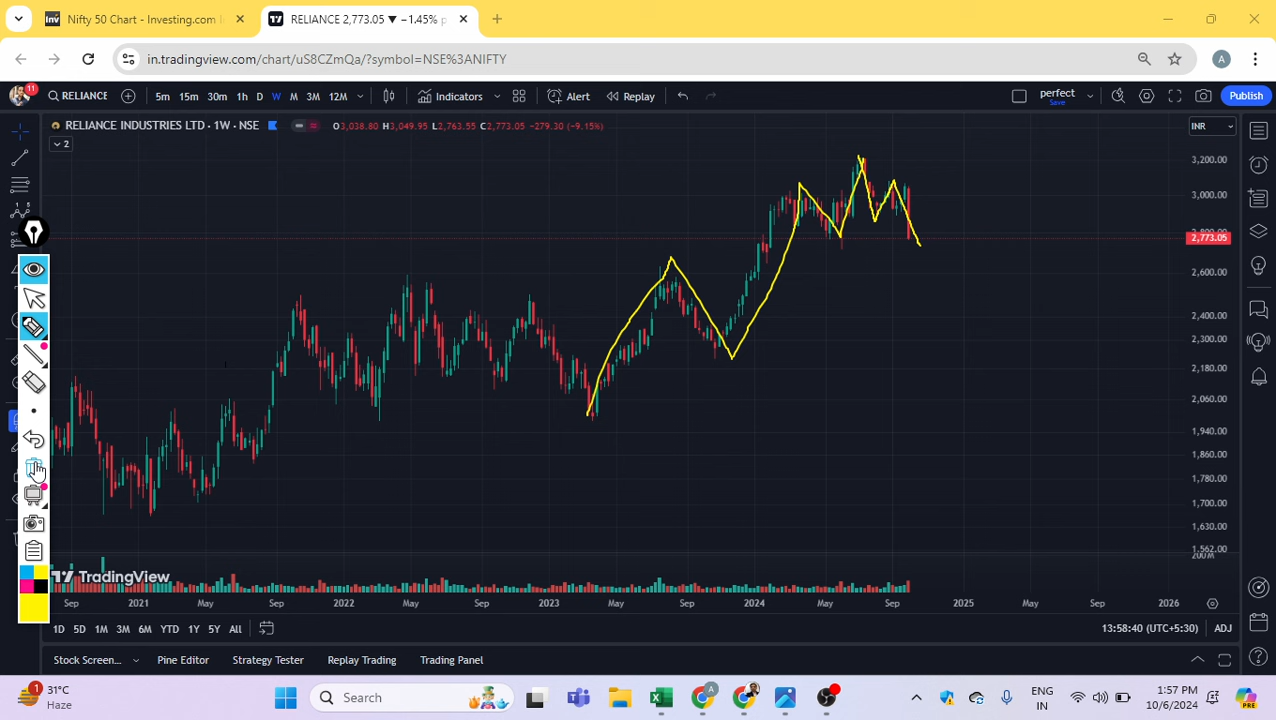 Nifty 50 Chart - Investing.com
RELIANCE 2,773.05 ▼ −1.45%
in.tradingview.com/chart/uS8CZmQa/?symbol=NSE%3ANIFTY
A
11
RELIANCE
5m 15m 30m 1h D W M 3M 12M
Indicators
Alert
Replay
perfect
Save
Publish
RELIANCE INDUSTRIES LTD · 1W · NSE
O3,038.80 H3,049.95 L2,763.55 C2,773.05 −279.30 (−9.15%)
INR
2
3,200.00
3,000.00
2,773.05
2,600.00
2,400.00
2,300.00
2,180.00
2,060.00
1,940.00
1,860.00
1,780.00
1,700.00
1,630.00
1,562.00
TradingView
Sep 2021 May Sep 2022 May Sep 2023 May Sep 2024 May Sep 2025 May Sep 2026
1D 5D 1M 3M 6M YTD 1Y 5Y All
13:58:40 (UTC+5:30) ADJ
Stock Screen... Pine Editor Strategy Tester Replay Trading Trading Panel
1
31°C
Haze
Search
A
ENG
IN
1:57 PM
10/6/2024
PRE